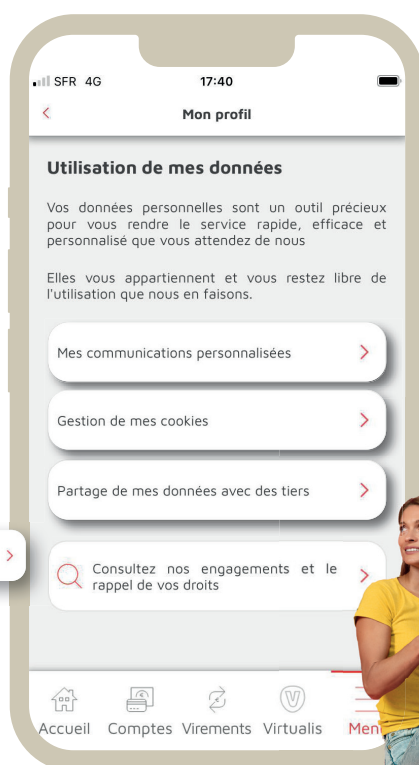 SFR 4G 17:40
Mon profil
Utilisation de mes données
Vos données personnelles sont un outil précieux
pour vous rendre le service rapide, efficace et
personnalisé que vous attendez de nous
Elles vous appartiennent et vous restez libre de
l'utilisation que nous en faisons.
Mes communications personnalisées
Gestion de mes cookies
Partage de mes données avec des tiers
Consultez nos engagements et le
rappel de vos droits
Accueil Comptes Virements Virtualis Men